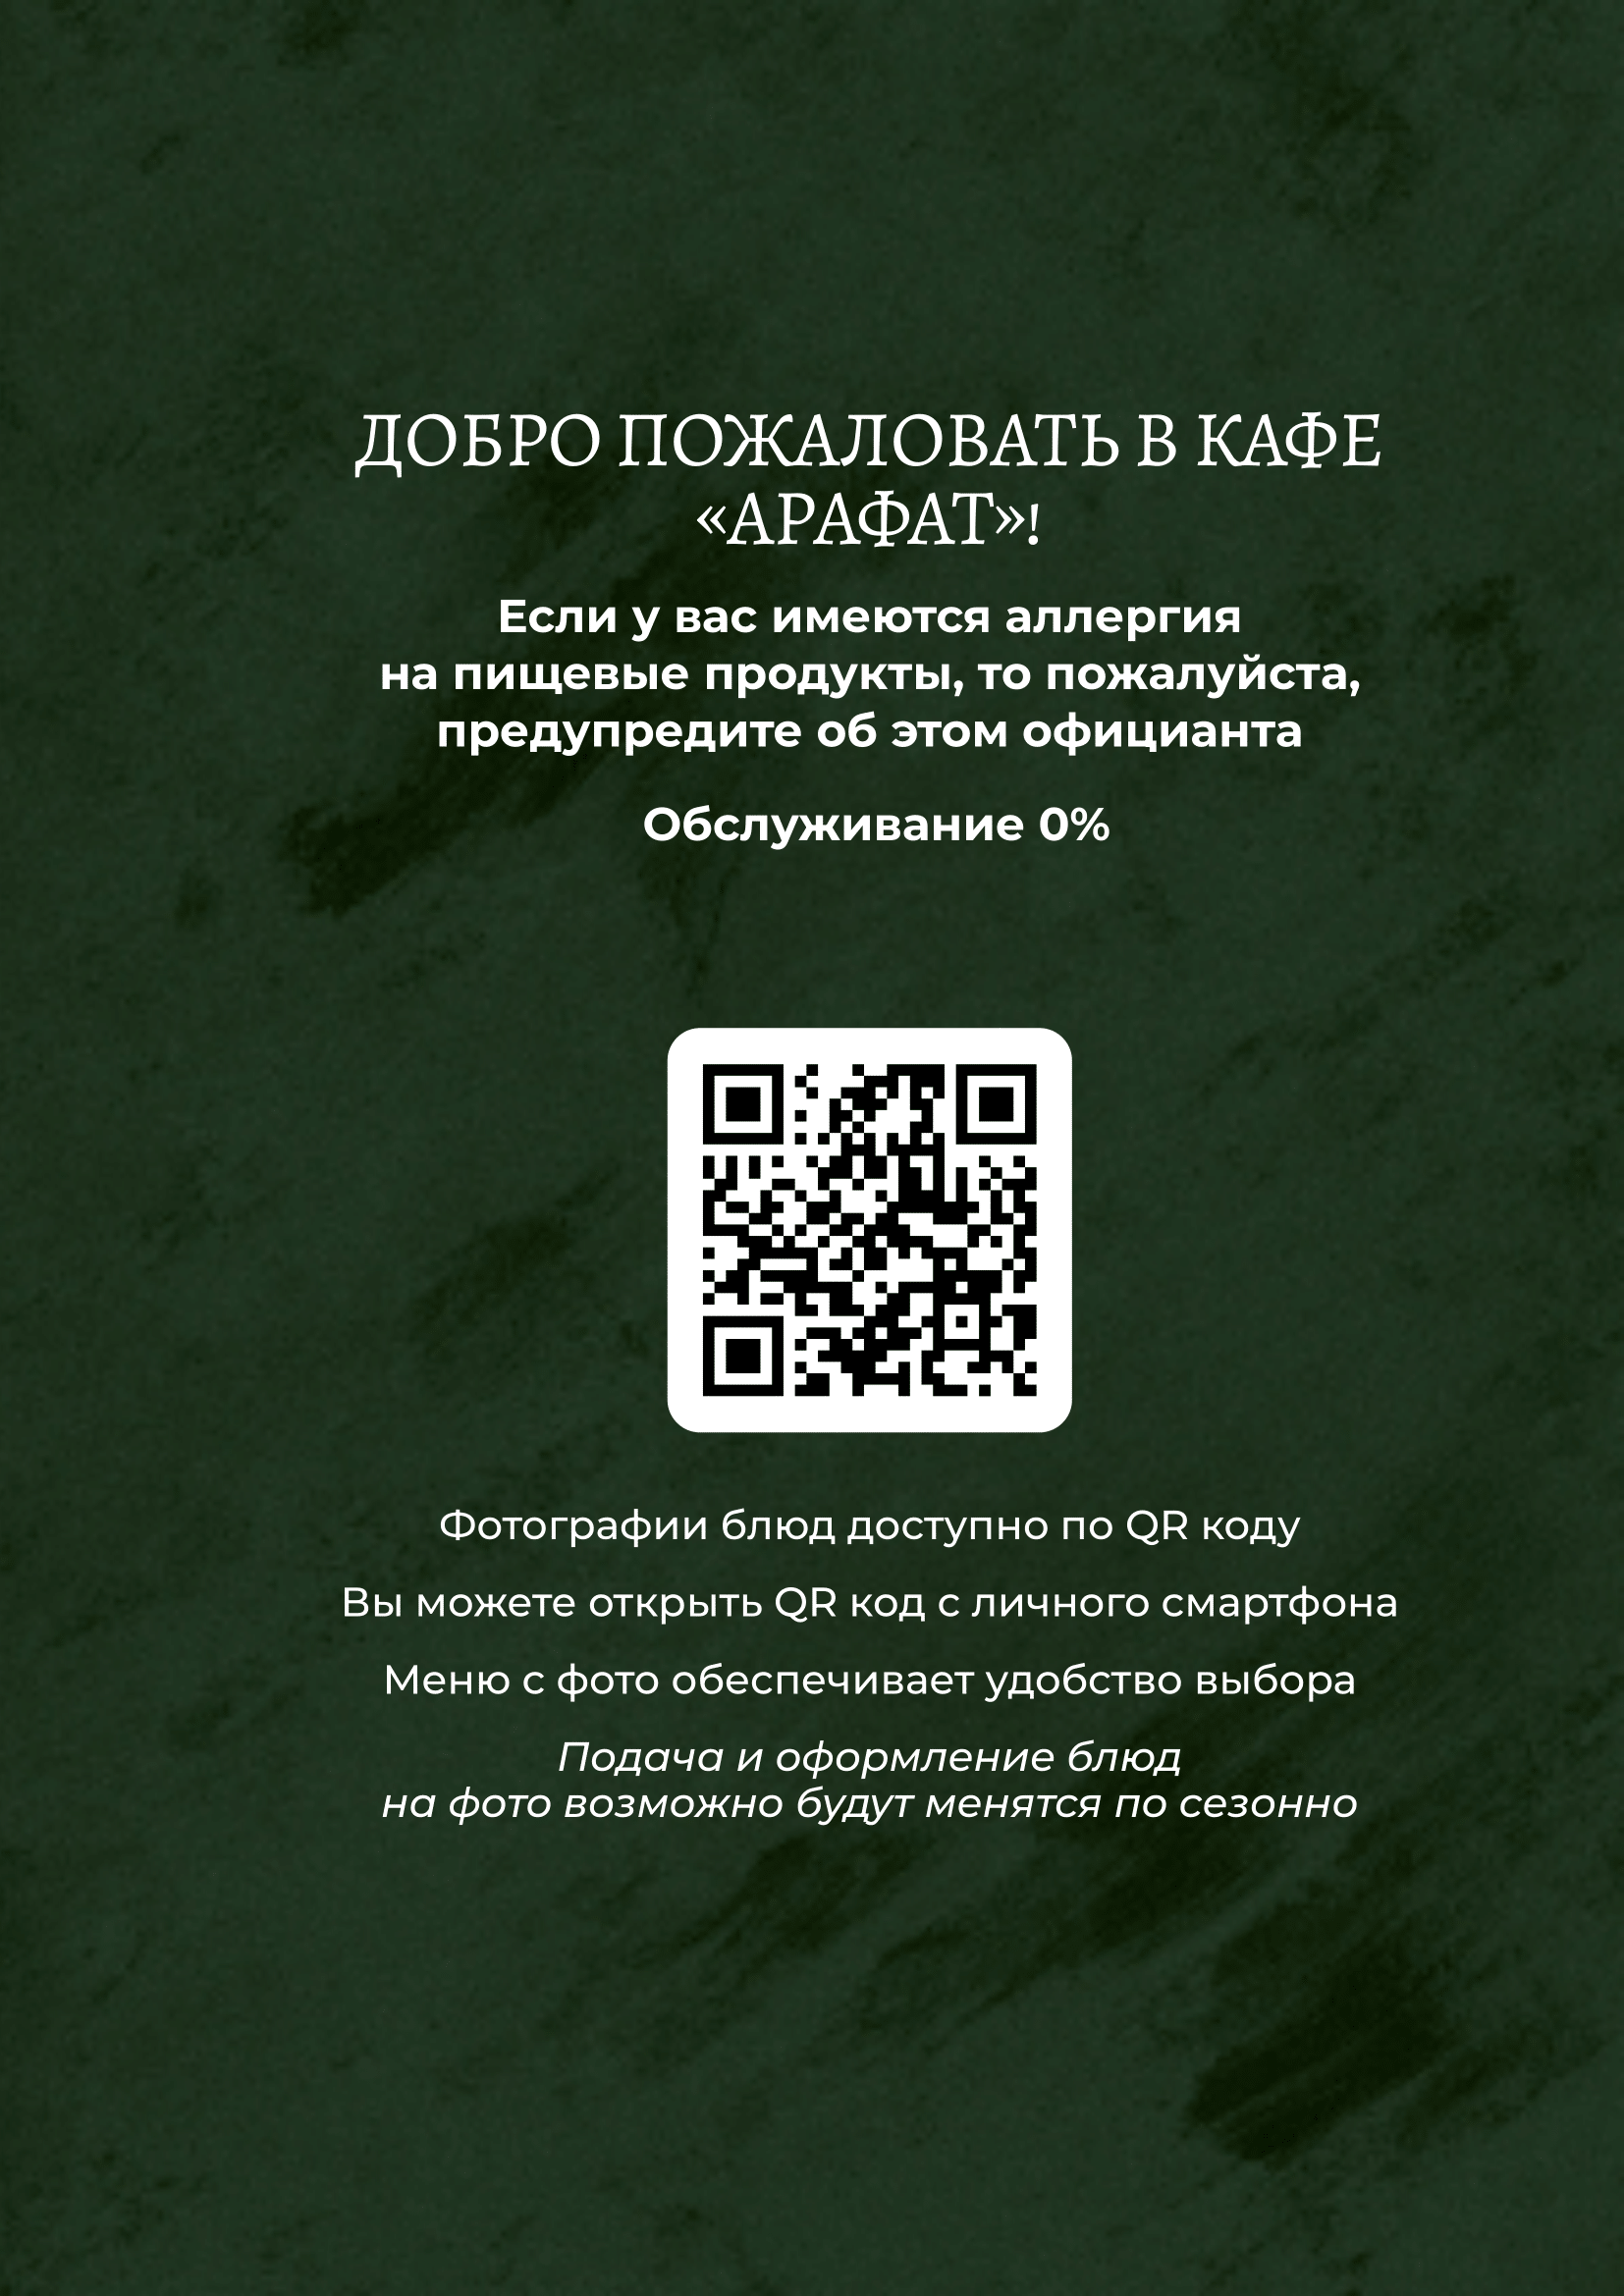 ДОБРО ПОЖАЛОВАТЬ В КАФЕ
«АРАФАТ»!
Если у вас имеются аллергия
на пищевые продукты, то пожалуйста,
предупредите об этом официанта
Обслуживание 0%
Фотографии блюд доступно по QR коду
Вы можете открыть QR код с личного смартфона
Меню с фото обеспечивает удобство выбора
Подача и оформление блюд
на фото возможно будут менятся по сезонно